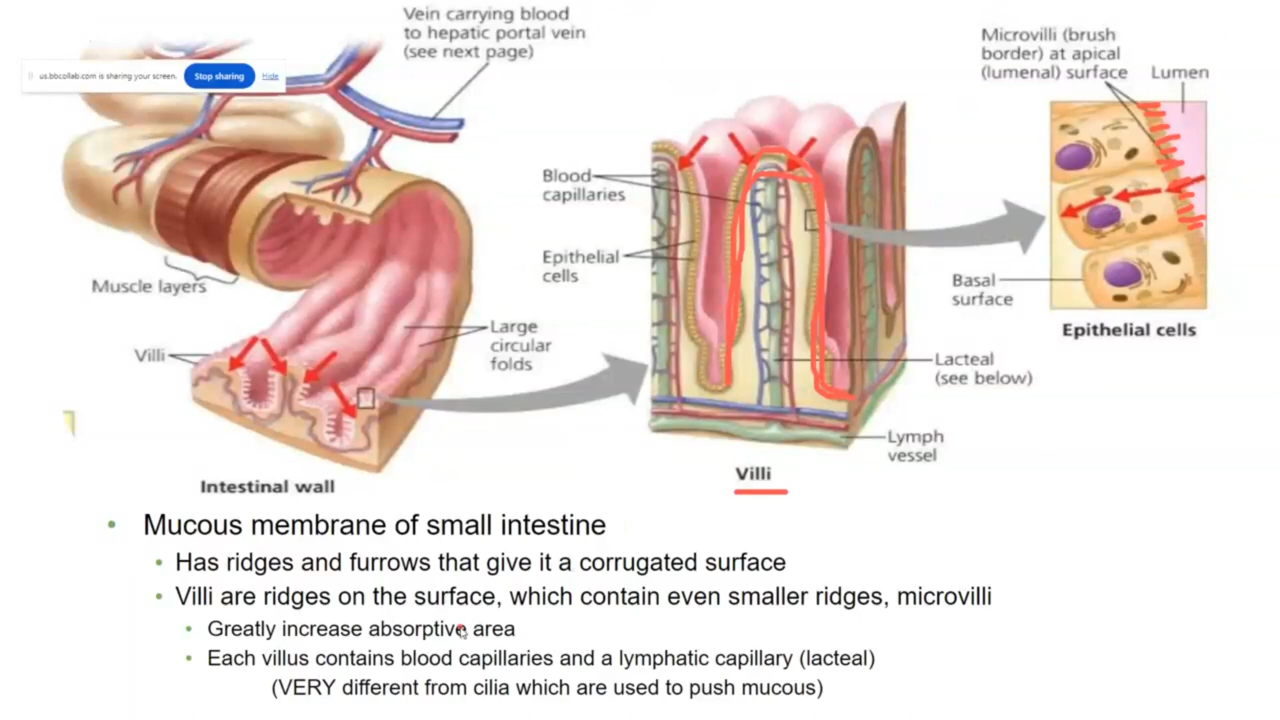 Vein carrying blood
to hepatic portal vein
(see next page)
us.bbcollab.com is sharing your screen.
Stop sharing
Hide
Microvilli (brush
border) at apical
(lumenal) surface
Lumen
Blood
capillaries
Epithelial
cells
Muscle layers
Basal
surface
Epithelial cells
Villi
Large
circular
folds
Lacteal
(see below)
Lymph
vessel
Villi
Intestinal wall
• Mucous membrane of small intestine
• Has ridges and furrows that give it a corrugated surface
• Villi are ridges on the surface, which contain even smaller ridges, microvilli
• Greatly increase absorptive area
• Each villus contains blood capillaries and a lymphatic capillary (lacteal)
(VERY different from cilia which are used to push mucous)